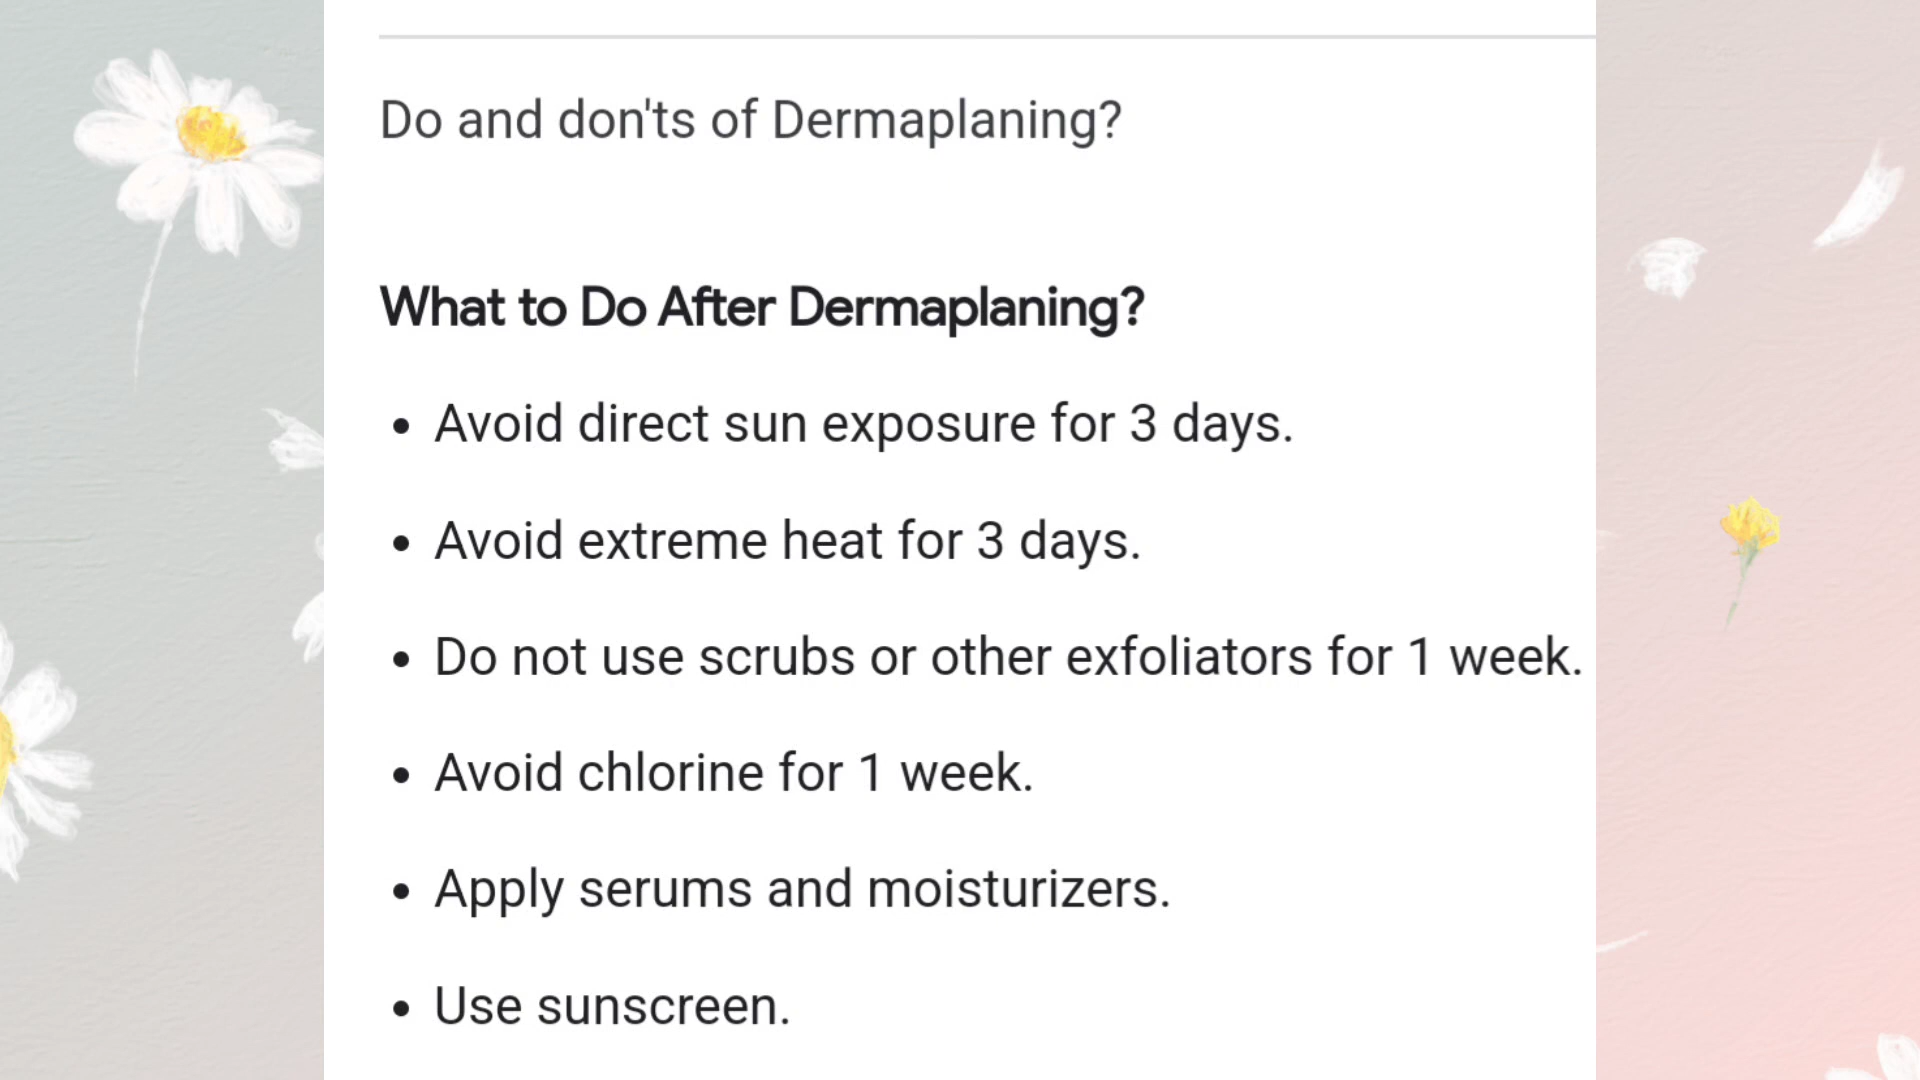 Do and don'ts of Dermaplaning?
What to Do After Dermaplaning?
• Avoid direct sun exposure for 3 days.
• Avoid extreme heat for 3 days.
• Do not use scrubs or other exfoliators for 1 week.
• Avoid chlorine for 1 week.
• Apply serums and moisturizers.
• Use sunscreen.